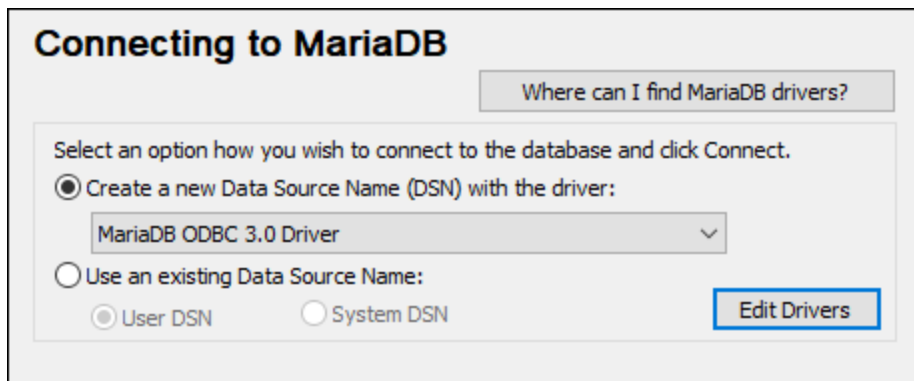 Connecting to MariaDB
Where can I find MariaDB drivers?
Select an option how you wish to connect to the database and click Connect.
Create a new Data Source Name (DSN) with the driver:
MariaDB ODBC 3.0 Driver
Use an existing Data Source Name:
User DSN System DSN
Edit Drivers